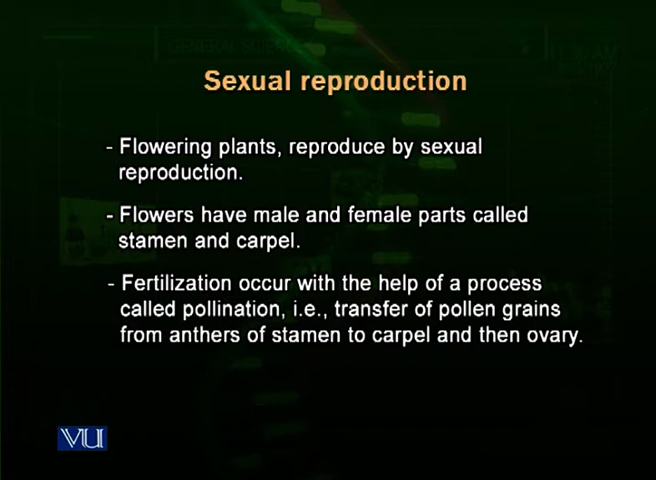 GENERAL SCIENCE
Sexual reproduction
- Flowering plants, reproduce by sexual
reproduction.
- Flowers have male and female parts called
stamen and carpel.
- Fertilization occur with the help of a process
called pollination, i.e., transfer of pollen grains
from anthers of stamen to carpel and then ovary.
VU